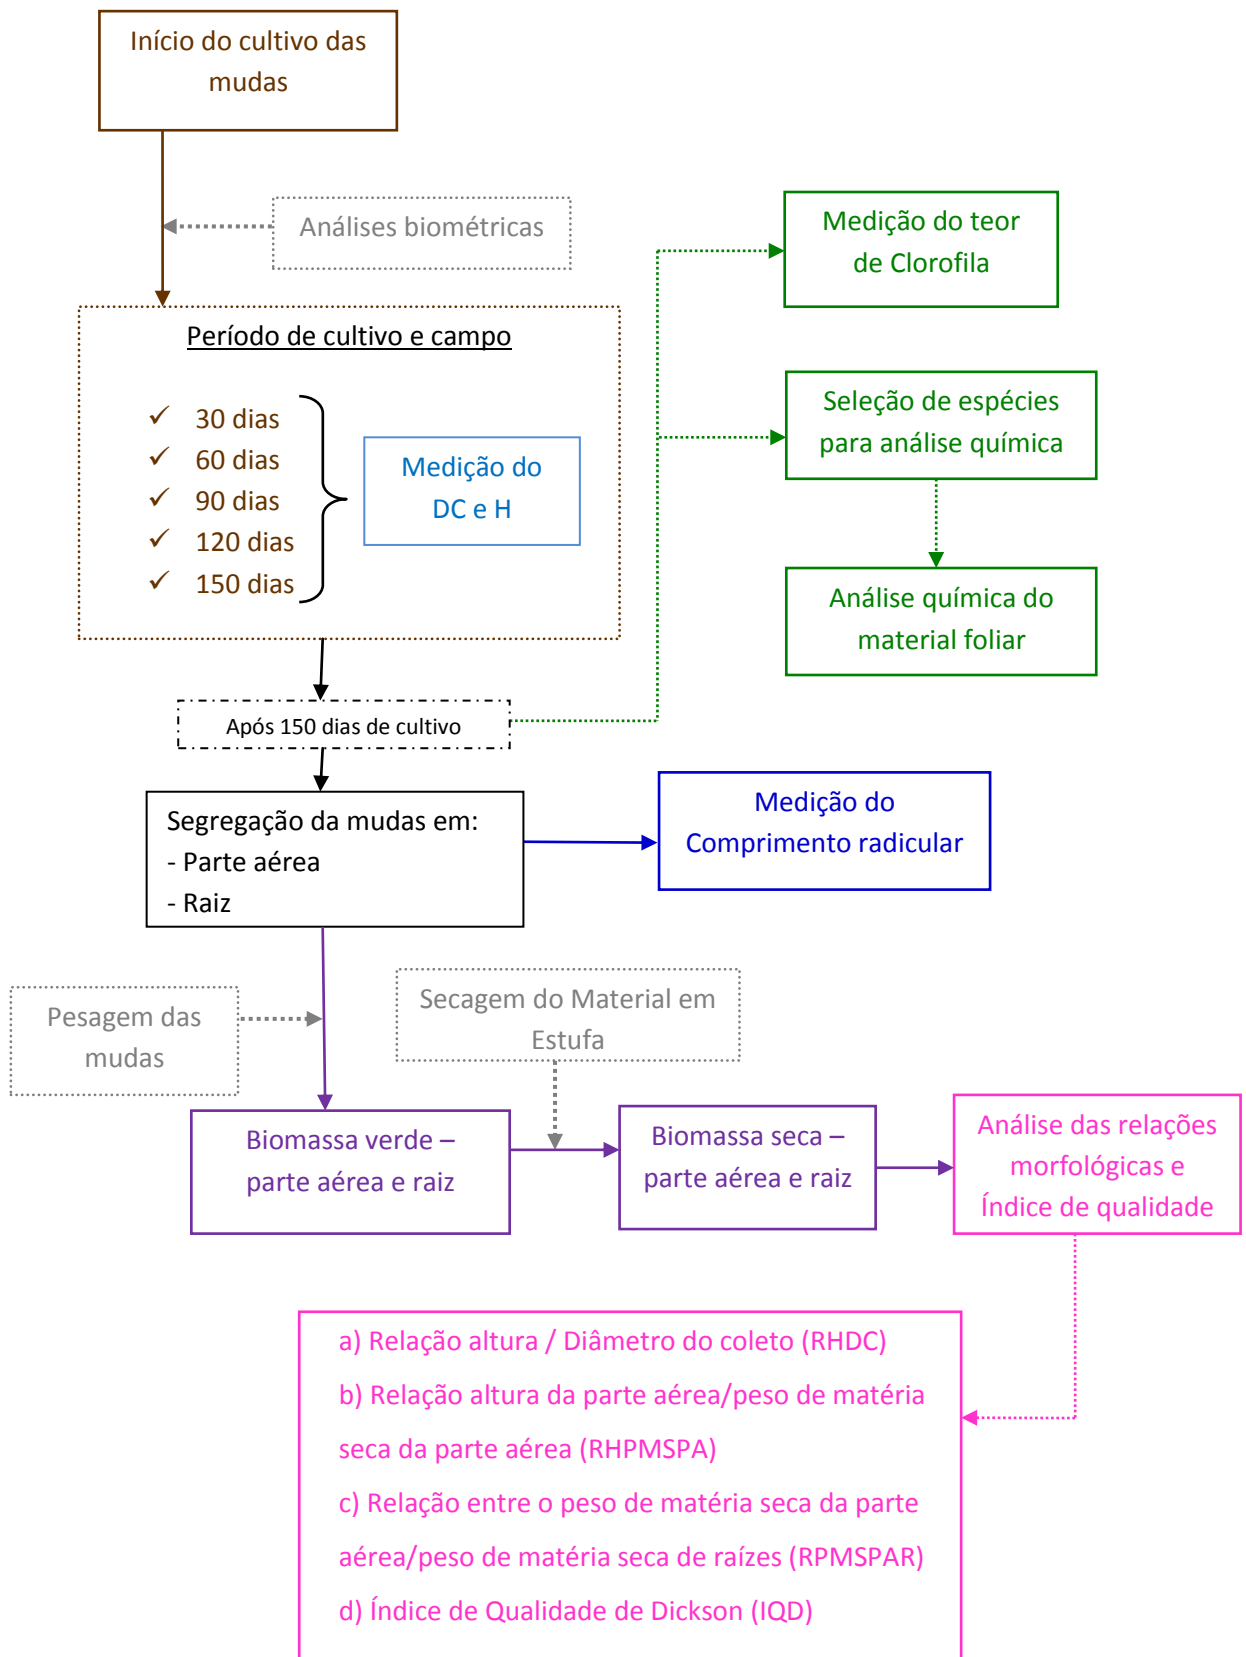 Início do cultivo das
mudas
Análises biométricas
Medição do teor
de Clorofila
Período de cultivo e campo
✓ 30 dias
✓ 60 dias
✓ 90 dias
✓ 120 dias
✓ 150 dias
Medição do
DC e H
Seleção de espécies
para análise química
Análise química do
material foliar
Após 150 dias de cultivo
Segregação da mudas em:
- Parte aérea
- Raiz
Medição do
Comprimento radicular
Pesagem das
mudas
Secagem do Material em
Estufa
Biomassa verde –
parte aérea e raiz
Biomassa seca –
parte aérea e raiz
Análise das relações
morfológicas e
Índice de qualidade
a) Relação altura / Diâmetro do coleto (RHDC)
b) Relação altura da parte aérea/peso de matéria
seca da parte aérea (RHPMSPA)
c) Relação entre o peso de matéria seca da parte
aérea/peso de matéria seca de raízes (RPMSPAR)
d) Índice de Qualidade de Dickson (IQD)